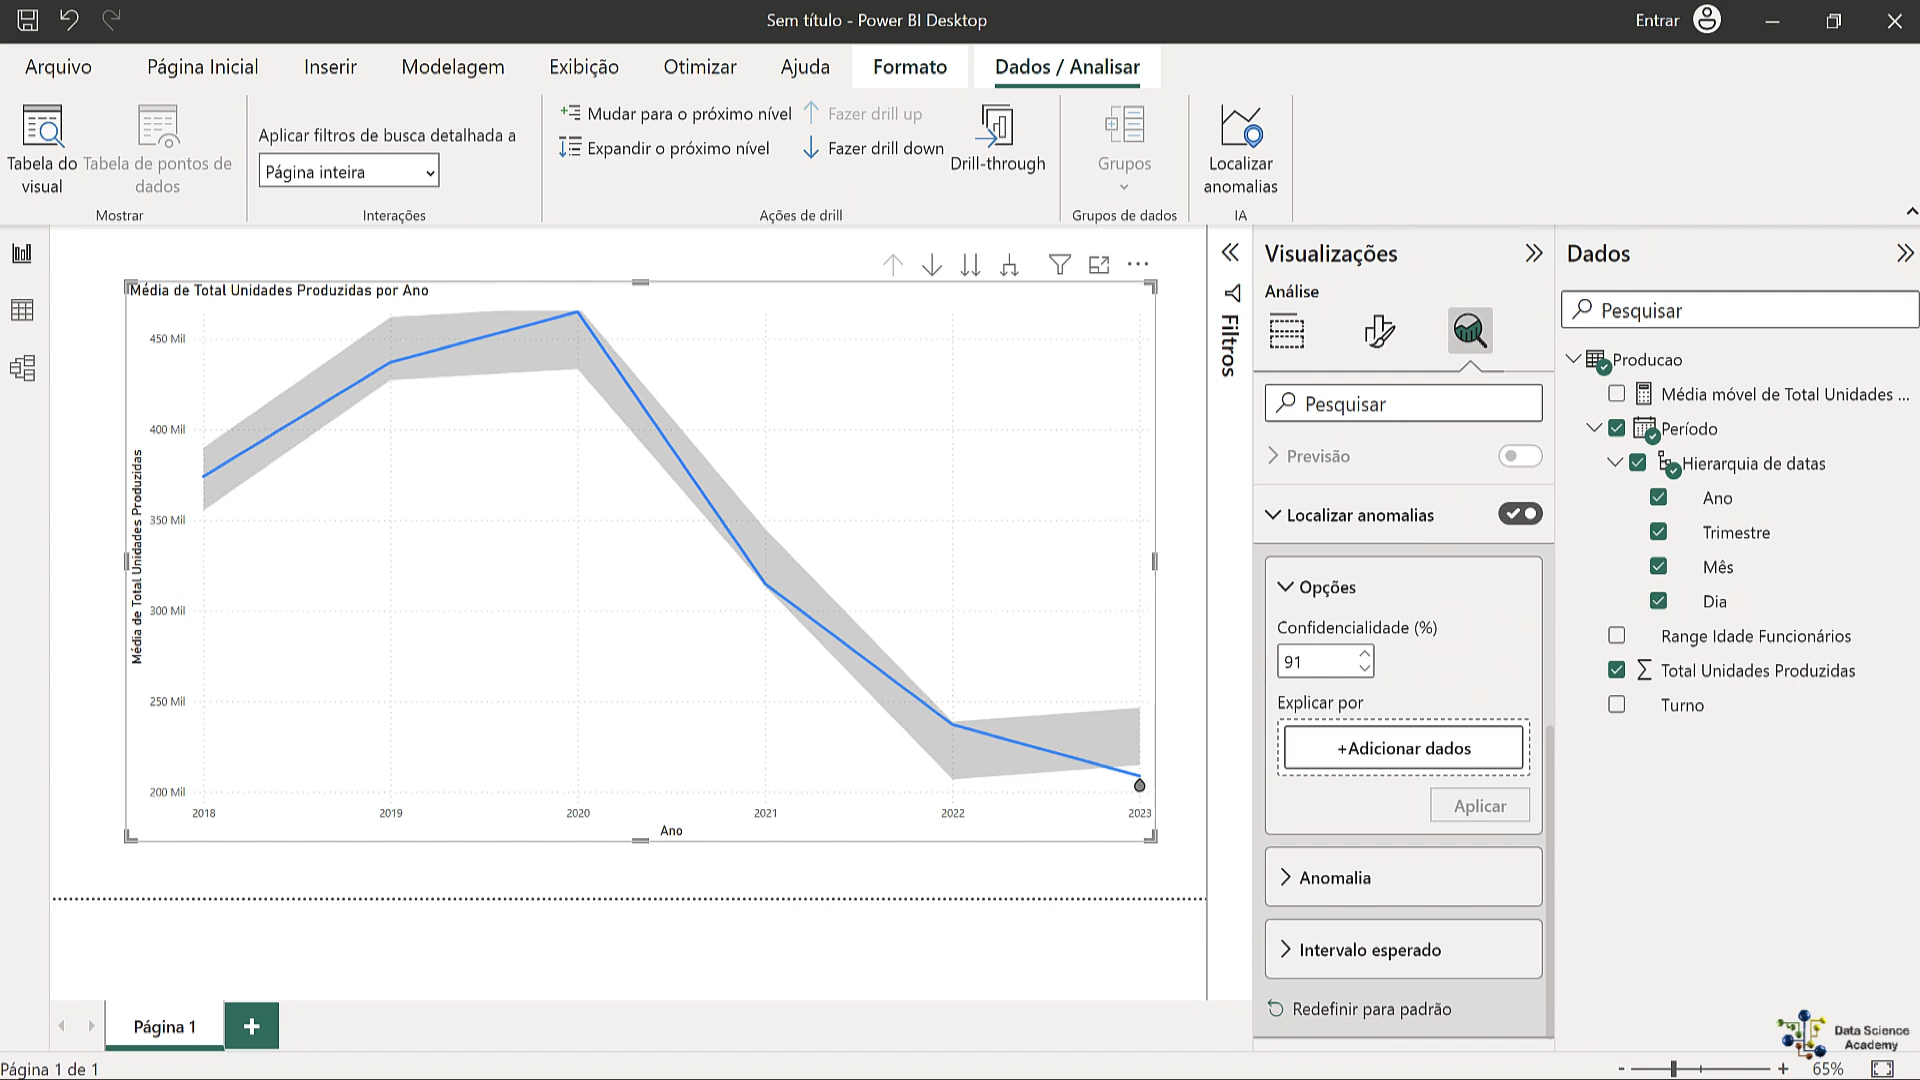 Sem título - Power BI Desktop
Entrar
Arquivo
Página Inicial
Inserir
Modelagem
Exibição
Otimizar
Ajuda
Formato
Dados / Analisar
Tabela do visual
Tabela de pontos de dados
Mostrar
Aplicar filtros de busca detalhada a
Página inteira
Interações
Mudar para o próximo nível
Expandir o próximo nível
Fazer drill up
Fazer drill down
Drill-through
Ações de drill
Grupos
Grupos de dados
Localizar anomalias
IA
Média de Total Unidades Produzidas por Ano
Média de Total Unidades Produzidas
450 Mil
400 Mil
350 Mil
300 Mil
250 Mil
200 Mil
2018
2019
2020
2021
2022
2023
Ano
Filtros
Visualizações
Análise
Pesquisar
Previsão
Localizar anomalias
Opções
Confidencialidade (%)
91
Explicar por
+Adicionar dados
Aplicar
Anomalia
Intervalo esperado
Redefinir para padrão
Dados
Pesquisar
Producao
Média móvel de Total Unidades ...
Período
Hierarquia de datas
Ano
Trimestre
Mês
Dia
Range Idade Funcionários
Total Unidades Produzidas
Turno
Página 1
Página 1 de 1
Data Science
Academy
65%